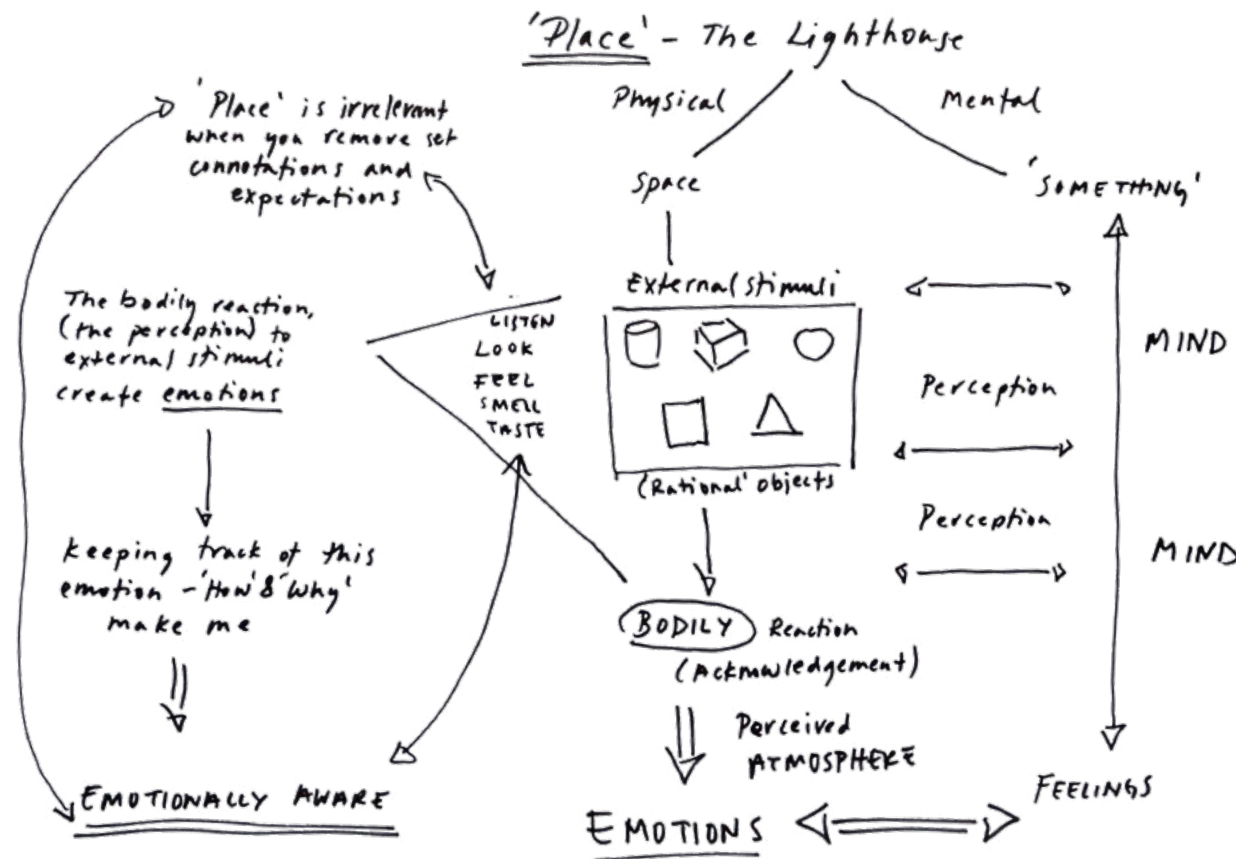 'Place' - The Lighthouse
Physical
Mental
Space
'SOMETHING'
'Place' is irrelevant
when you remove set
connotations and
expectations
External stimuli
LISTEN
LOOK
FEEL
SMELL
TASTE
The bodily reaction,
(the perception) to
external stimuli
create emotions
MIND
Perception
(Rational' Objects
Perception
MIND
keeping track of this
emotion - 'How' & 'Why'
make me
BODILY Reaction
(Acknowledgement)
Perceived
ATMOSPHERE
EMOTIONALLY AWARE
FEELINGS
EMOTIONS